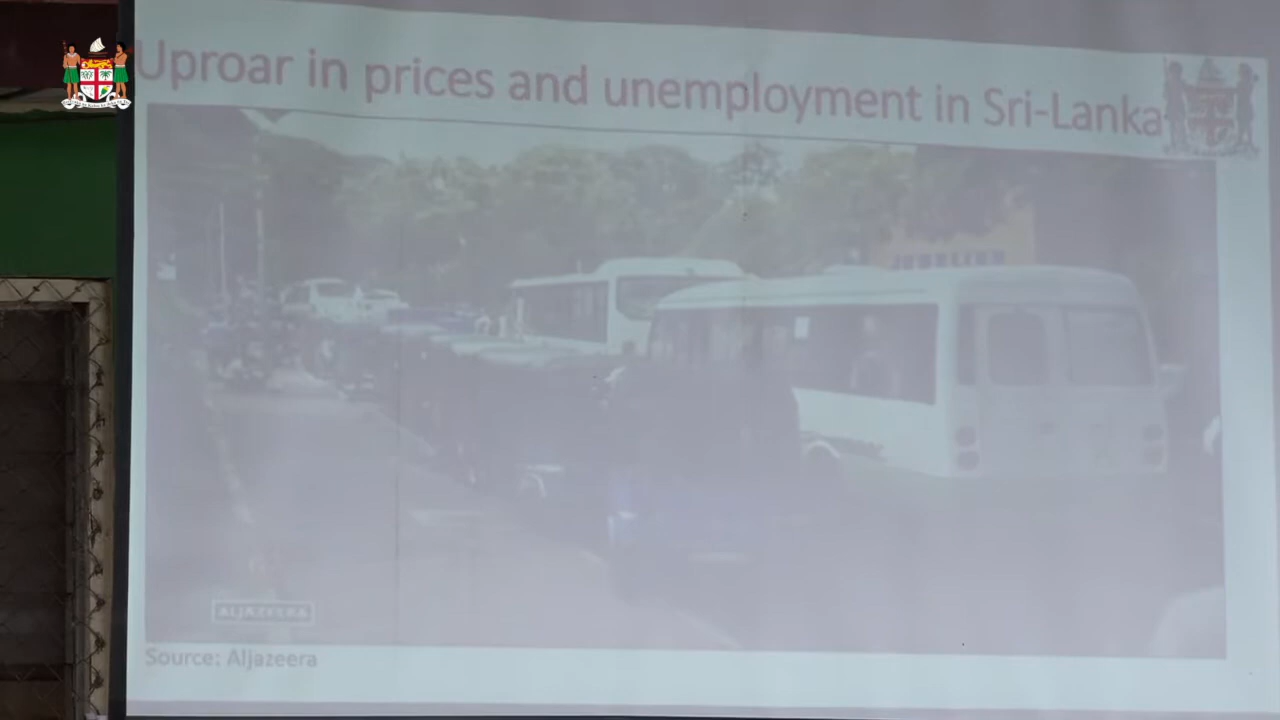 Uproar in prices and unemployment in Sri-Lanka
ALJAZEERA
Source: Aljazeera